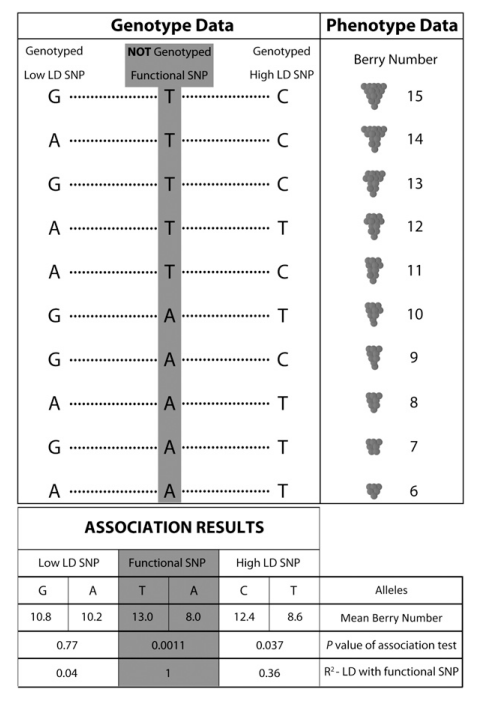 Genotype Data Phenotype Data
Genotyped NOT Genotyped Genotyped
Low LD SNP Functional SNP High LD SNP
Berry Number
G T C 15
A T C 14
G T C 13
A T T 12
A T C 11
G A T 10
G A C 9
A A T 8
G A T 7
A A T 6
ASSOCIATION RESULTS
Low LD SNP Functional SNP High LD SNP
G A T A C T Alleles
10.8 10.2 13.0 8.0 12.4 8.6 Mean Berry Number
0.77 0.0011 0.037 P value of association test
0.04 1 0.36 R²- LD with functional SNP